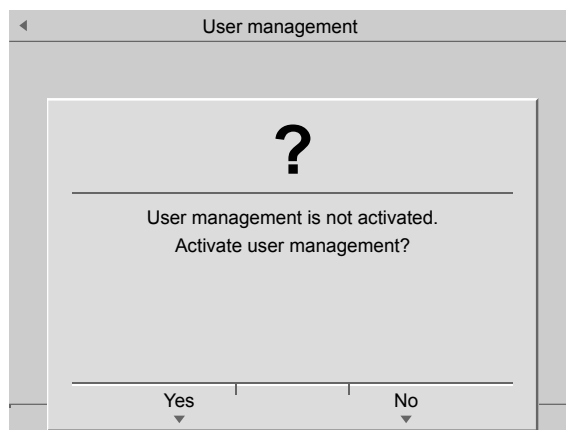 User management
?
User management is not activated.
Activate user management?
Yes No